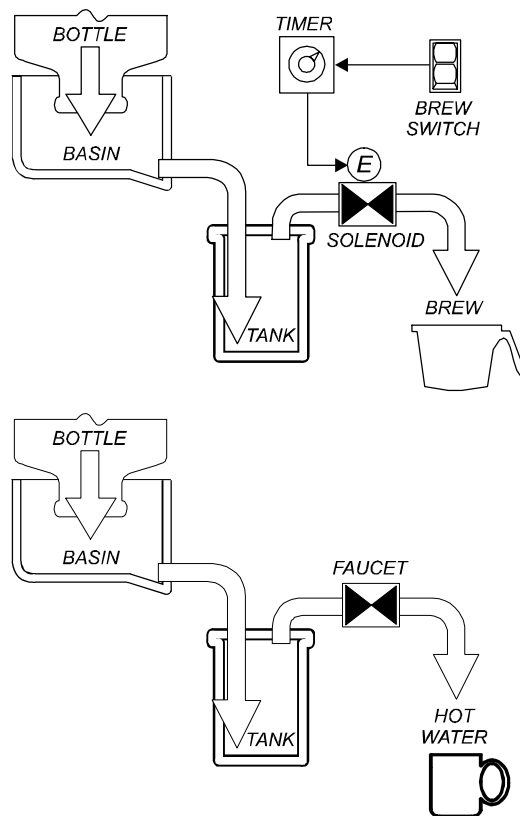 BOTTLE
TIMER
BREW
SWITCH
BASIN
E
SOLENOID
TANK
BREW
BOTTLE
BASIN
FAUCET
TANK
HOT
WATER